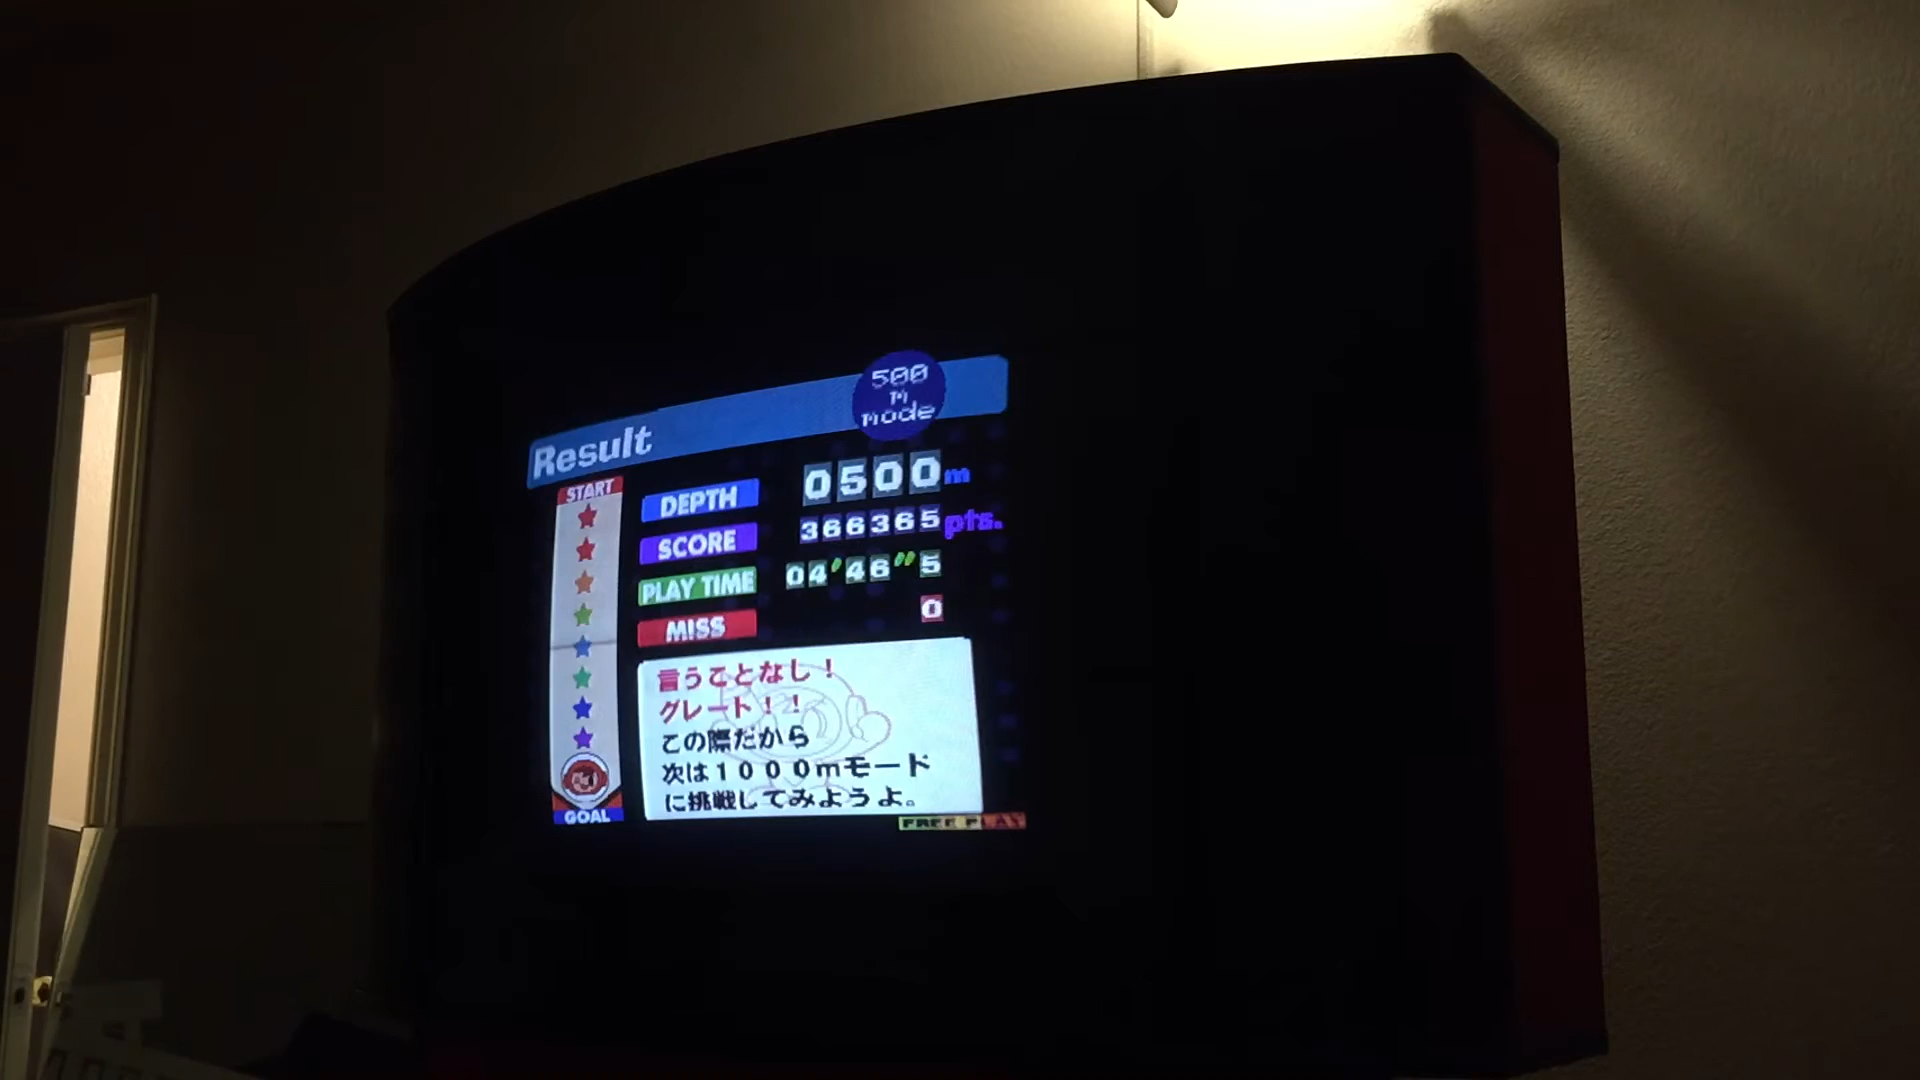 500
M
mode
Result
START
DEPTH 0500m
SCORE 366365pts.
PLAY TIME 04'46"5
MISS 0
言うことなし！
グレート！！
この際だから
次は１０００ｍモード
に挑戦してみようよ。
GOAL
FREE PLAY